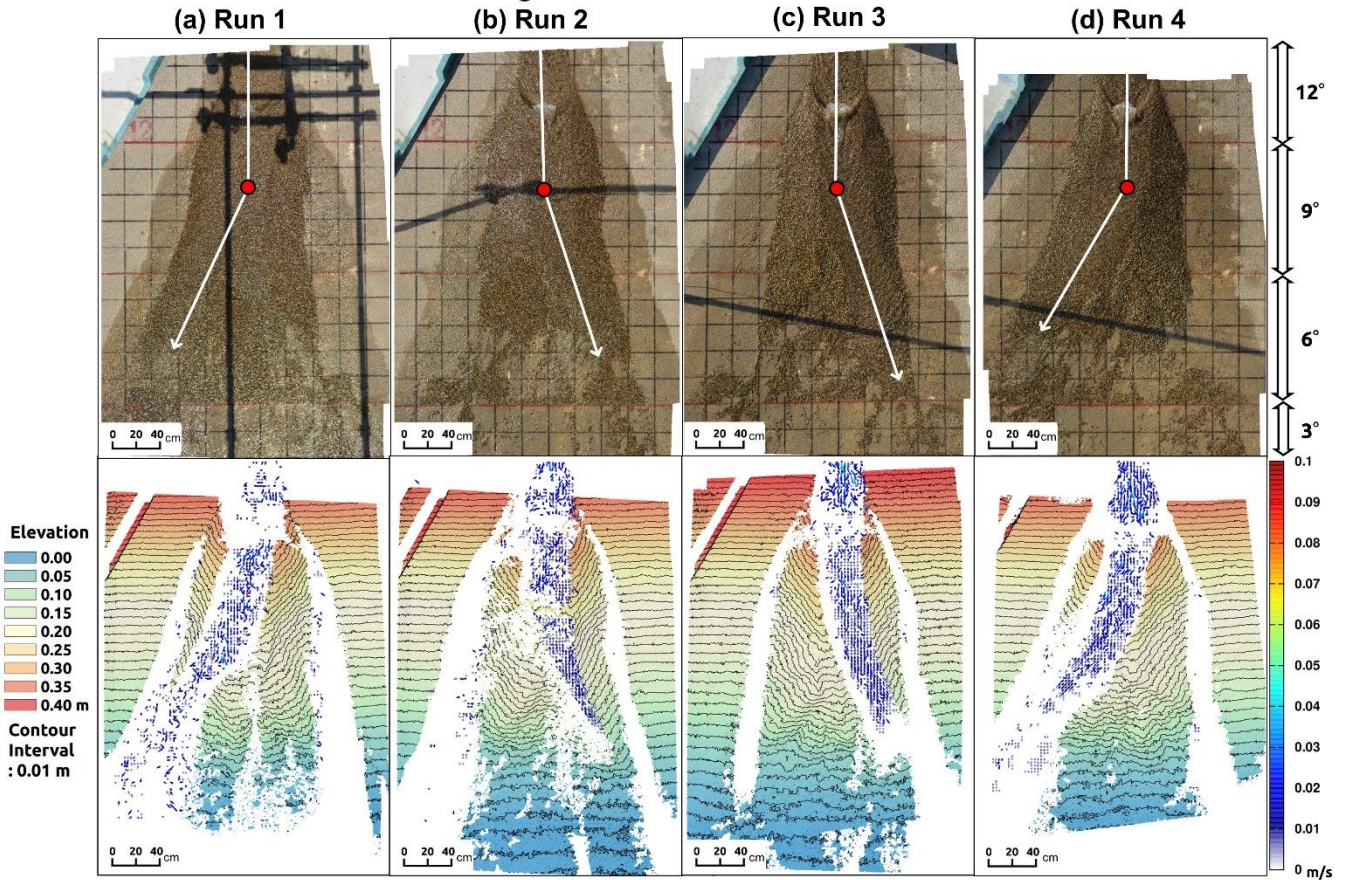 (a) Run 1
(b) Run 2
(c) Run 3
(d) Run 4
12°
9°
6°
3°
0 20 40 cm
0 20 40 cm
0 20 40 cm
0 20 40 cm
Elevation
0.00
0.05
0.10
0.15
0.20
0.25
0.30
0.35
0.40 m
Contour
Interval
: 0.01 m
0 20 40 cm
0 20 40 cm
0 20 40 cm
0 20 40 cm
0.1
0.09
0.08
0.07
0.06
0.05
0.04
0.03
0.02
0.01
0 m/s